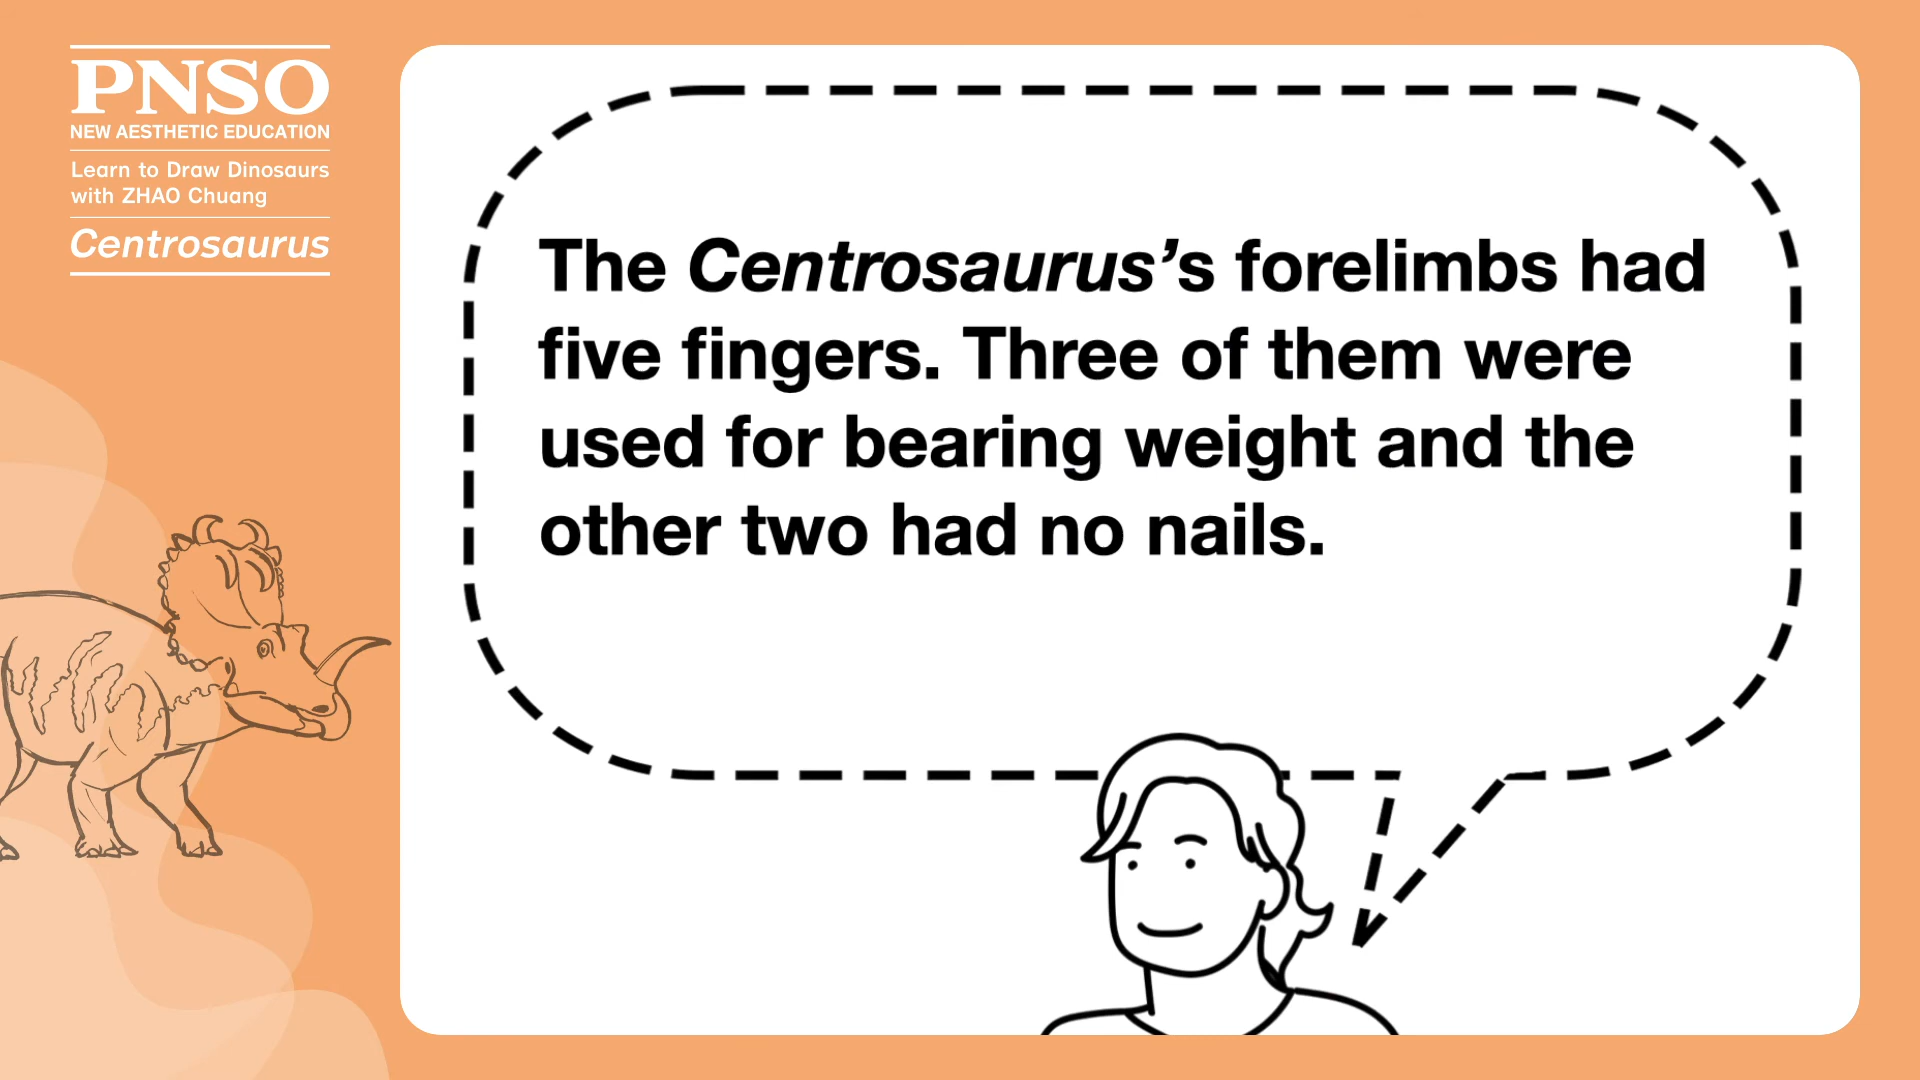 PNSO
NEW AESTHETIC EDUCATION
Learn to Draw Dinosaurs
with ZHAO Chuang
Centrosaurus
The Centrosaurus’s forelimbs had
five fingers. Three of them were
used for bearing weight and the
other two had no nails.